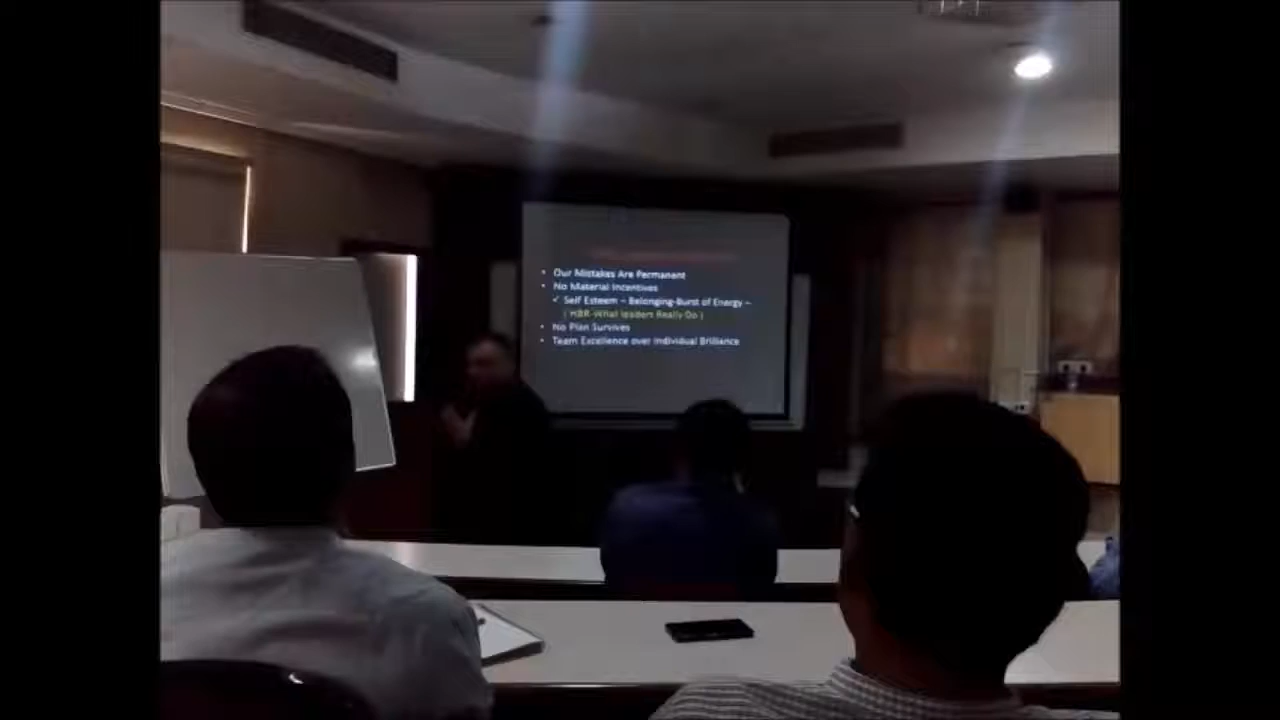 • Our Mistakes Are Permanent
• No Material Incentives
✓ Self Esteem – Belonging-Burst of Energy –
( HBR-What leaders Really Do )
• No Plan Survives
• Team Excellence over Individual Brilliance